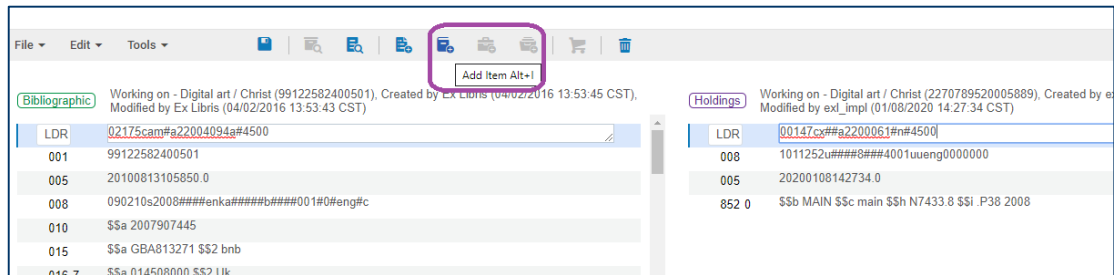 File Edit Tools
Add Item Alt+I
Bibliographic
Working on - Digital art / Christ (99122582400501), Created by Ex Libris (04/02/2016 13:53:45 CST),
Modified by Ex Libris (04/02/2016 13:53:43 CST)
LDR 02175cam#a22004094a#4500
001 99122582400501
005 20100813105850.0
008 090210s2008####enka#####b####001#0#eng#c
010 $$a 2007907445
015 $$a GBA813271 $$2 bnb
016 7 $$a 014508000 $$2 Uk
Holdings
Working on - Digital art / Christ (2270789520005889), Created by ex
Modified by exl_impl (01/08/2020 14:27:34 CST)
LDR 00147cx##a2200061#n#4500
008 1011252u####8###4001uueng0000000
005 20200108142734.0
852 0 $$b MAIN $$c main $$h N7433.8 $$i .P38 2008